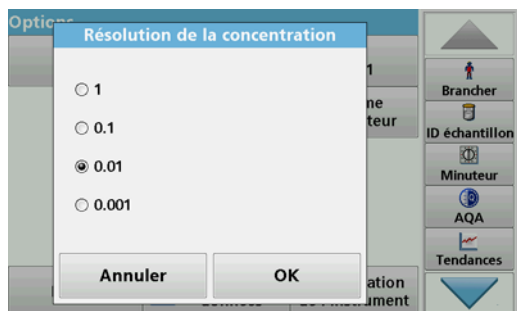 Résolution de la concentration
1
0.1
0.01
0.001
Annuler
OK
1
Brancher
ID échantillon
Minuteur
AQA
Tendances